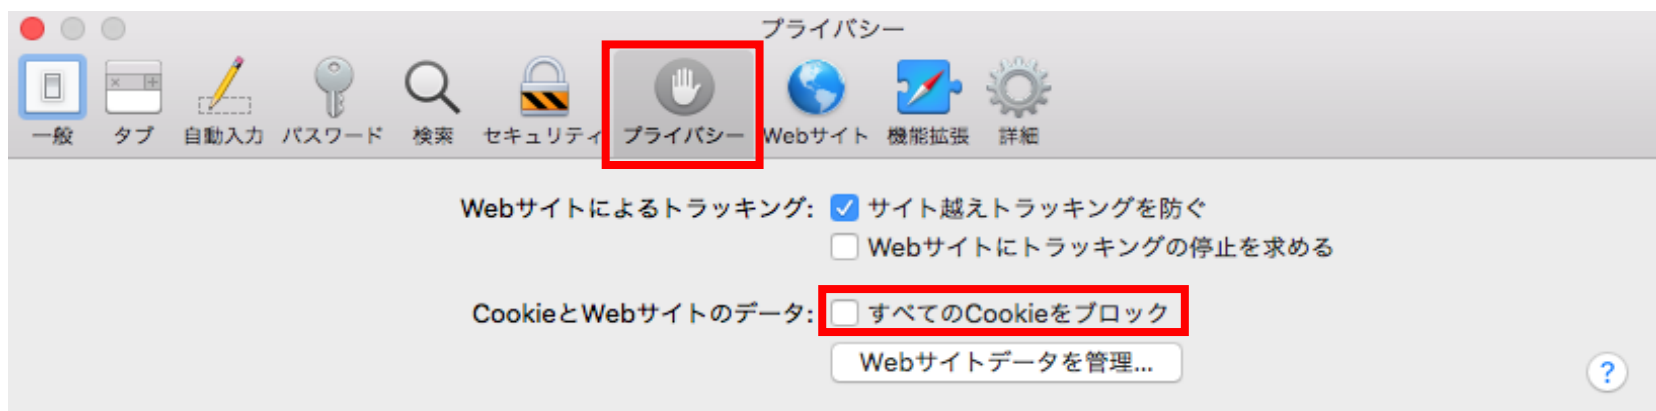 プライバシー
一般 タブ 自動入力 パスワード 検索 セキュリティ プライバシー Webサイト 機能拡張 詳細
Webサイトによるトラッキング: サイト越えトラッキングを防ぐ
Webサイトにトラッキングの停止を求める
CookieとWebサイトのデータ: すべてのCookieをブロック
Webサイトデータを管理...
?